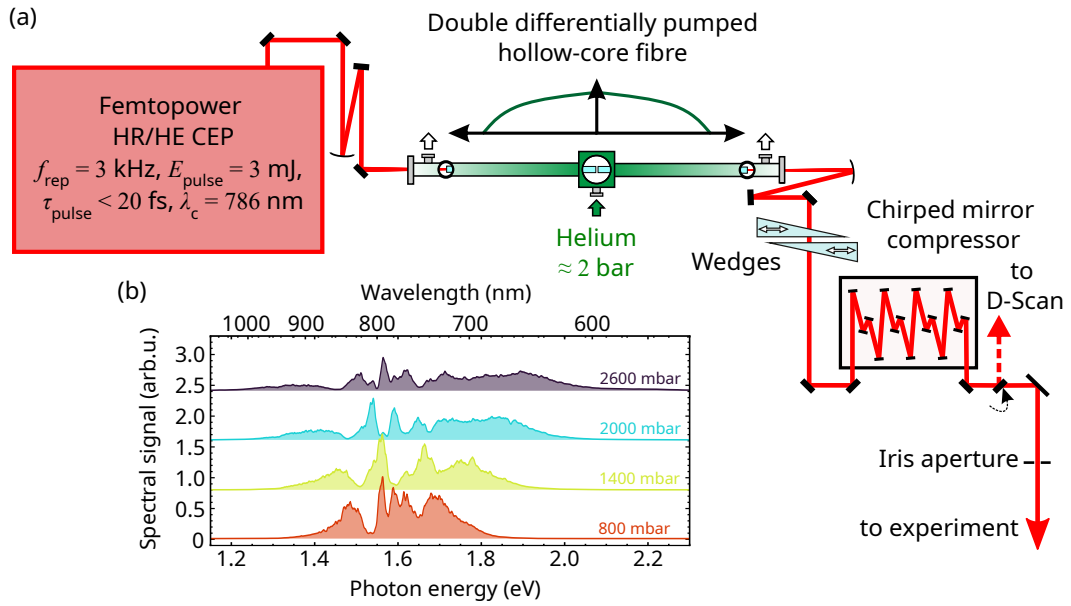 (a)
Double differentially pumped
hollow-core fibre
Femtopower
HR/HE CEP
f_rep = 3 kHz, E_pulse = 3 mJ,
τ_pulse < 20 fs, λ_c = 786 nm
Helium
≈ 2 bar
Wedges
Chirped mirror
compressor
to
D-Scan
Iris aperture
to experiment
(b)
Wavelength (nm)
1000 900 800 700 600
Spectral signal (arb.u.)
3.0
2.5
2.0
1.5
1.0
0.5
0
2600 mbar
2000 mbar
1400 mbar
800 mbar
1.2 1.4 1.6 1.8 2.0 2.2
Photon energy (eV)